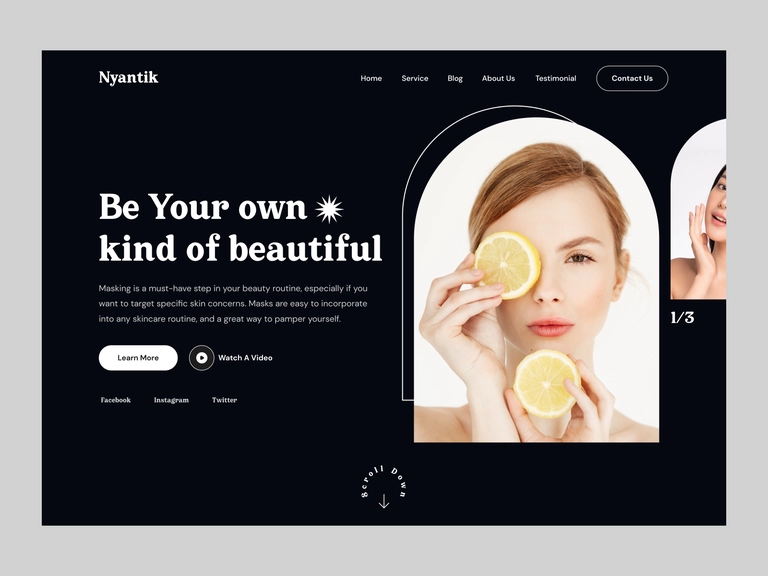 Nyantik
Home Service Blog About Us Testimonial Contact Us
Be Your own
kind of beautiful
Masking is a must-have step in your beauty routine, especially if you
want to target specific skin concerns. Masks are easy to incorporate
into any skincare routine, and a great way to pamper yourself.
Learn More Watch A Video
Facebook Instagram Twitter
1/3
Scroll Down